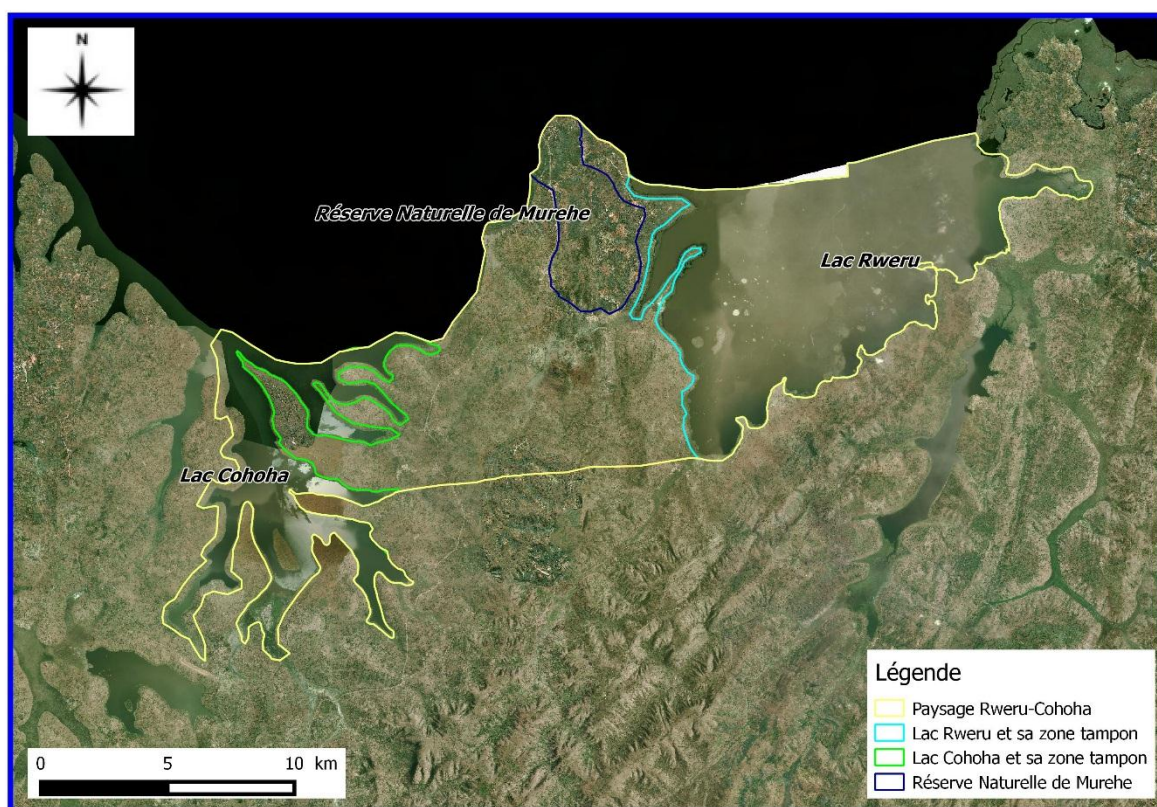 N
Réserve Naturelle de Murehe
Lac Rweru
Lac Cohoha
Légende
Paysage Rweru-Cohoha
Lac Rweru et sa zone tampon
Lac Cohoha et sa zone tampon
Réserve Naturelle de Murehe
0 5 10 km